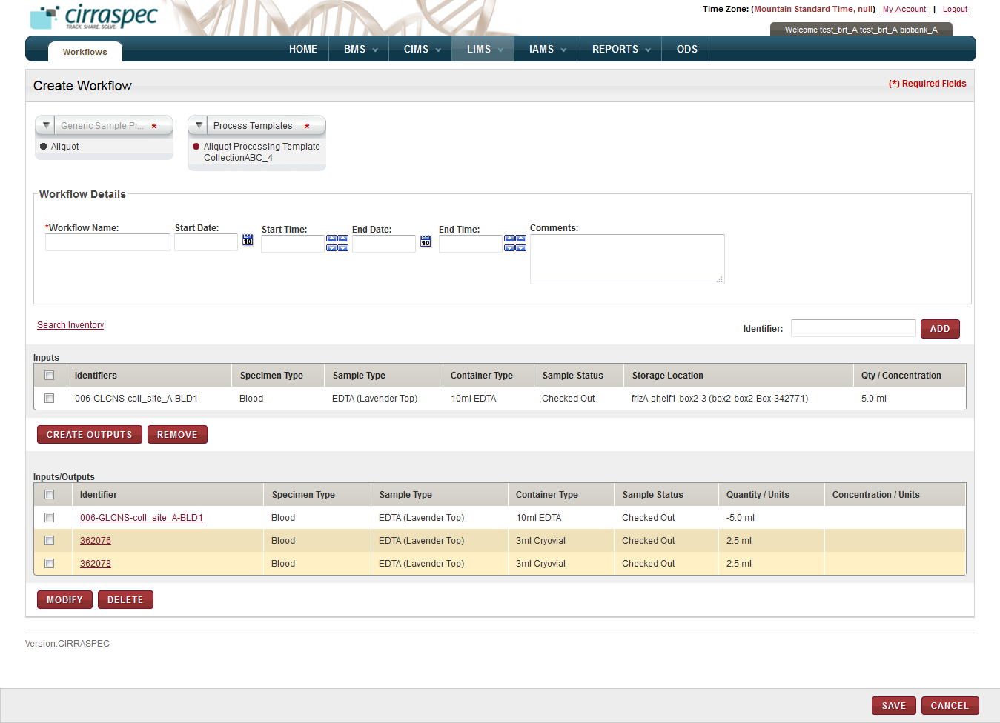 cirraspec
TRACK. SHARE. SOLVE.
Time Zone: (Mountain Standard Time, null) My Account | Logout
Welcome test_brt_A test_brt_A biobank_A
Workflows
HOME BMS CIMS LIMS IAMS REPORTS ODS
Create Workflow
(*) Required Fields
Generic Sample Pr... *
Aliquot
Process Templates *
Aliquot Processing Template -
CollectionABC_4
Workflow Details
*Workflow Name: Start Date: Start Time: End Date: End Time: Comments:
10 10
Search Inventory
Identifier: ADD
Inputs
Identifiers Specimen Type Sample Type Container Type Sample Status Storage Location Qty / Concentration
006-GLCNS-coll_site_A-BLD1 Blood EDTA (Lavender Top) 10ml EDTA Checked Out frizA-shelf1-box2-3 (box2-box2-Box-342771) 5.0 ml
CREATE OUTPUTS REMOVE
Inputs/Outputs
Identifier Specimen Type Sample Type Container Type Sample Status Quantity / Units Concentration / Units
006-GLCNS-coll_site_A-BLD1 Blood EDTA (Lavender Top) 10ml EDTA Checked Out -5.0 ml
362076 Blood EDTA (Lavender Top) 3ml Cryovial Checked Out 2.5 ml
362078 Blood EDTA (Lavender Top) 3ml Cryovial Checked Out 2.5 ml
MODIFY DELETE
Version:CIRRASPEC
SAVE CANCEL